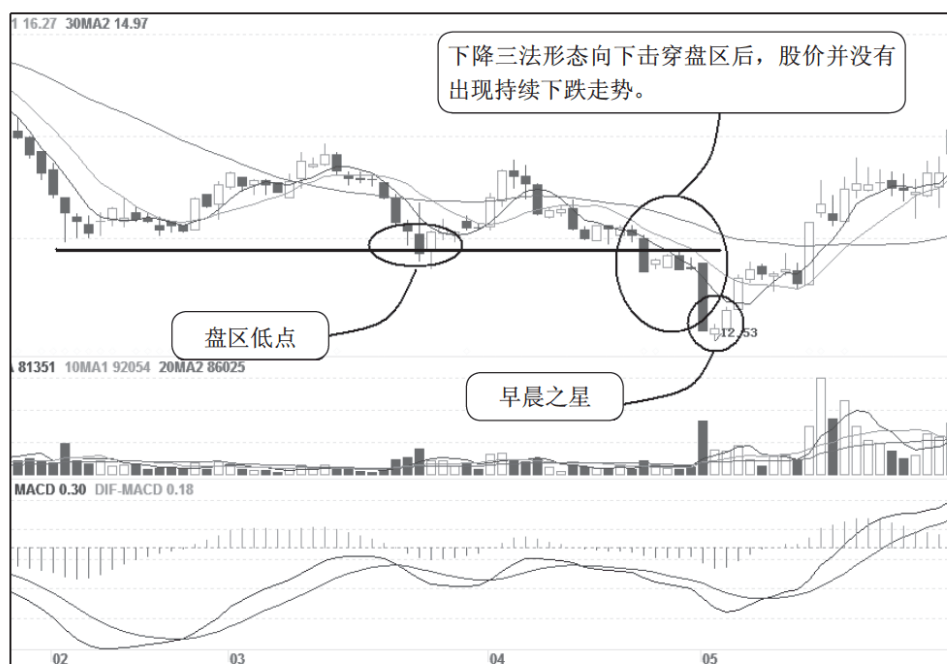 1 16.27 30MA2 14.97
下降三法形态向下击穿盘区后，股价并没有
出现持续下跌走势。
盘区低点
12.53
早晨之星
A 81351 10MA1 92054 20MA2 86025
MACD 0.30 DIF-MACD 0.18
02 03 04 05